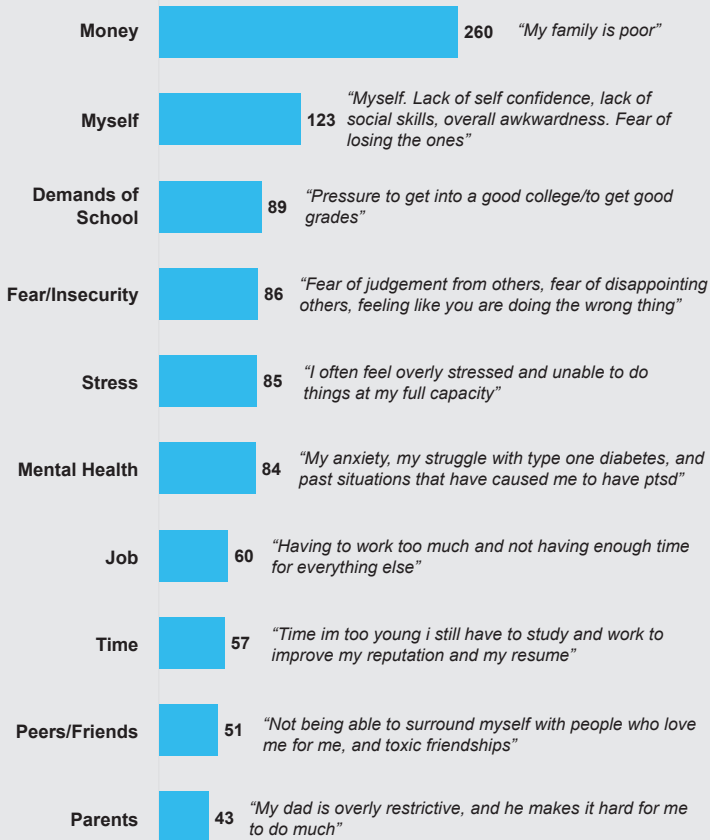 Money
260
“My family is poor”
Myself
123
“Myself. Lack of self confidence, lack of
social skills, overall awkwardness. Fear of
losing the ones”
Demands of
School
89
“Pressure to get into a good college/to get good
grades”
Fear/Insecurity
86
“Fear of judgement from others, fear of disappointing
others, feeling like you are doing the wrong thing”
Stress
85
“I often feel overly stressed and unable to do
things at my full capacity”
Mental Health
84
“My anxiety, my struggle with type one diabetes, and
past situations that have caused me to have ptsd”
Job
60
“Having to work too much and not having enough time
for everything else”
Time
57
“Time im too young i still have to study and work to
improve my reputation and my resume”
Peers/Friends
51
“Not being able to surround myself with people who love
me for me, and toxic friendships”
Parents
43
“My dad is overly restrictive, and he makes it hard for me
to do much”